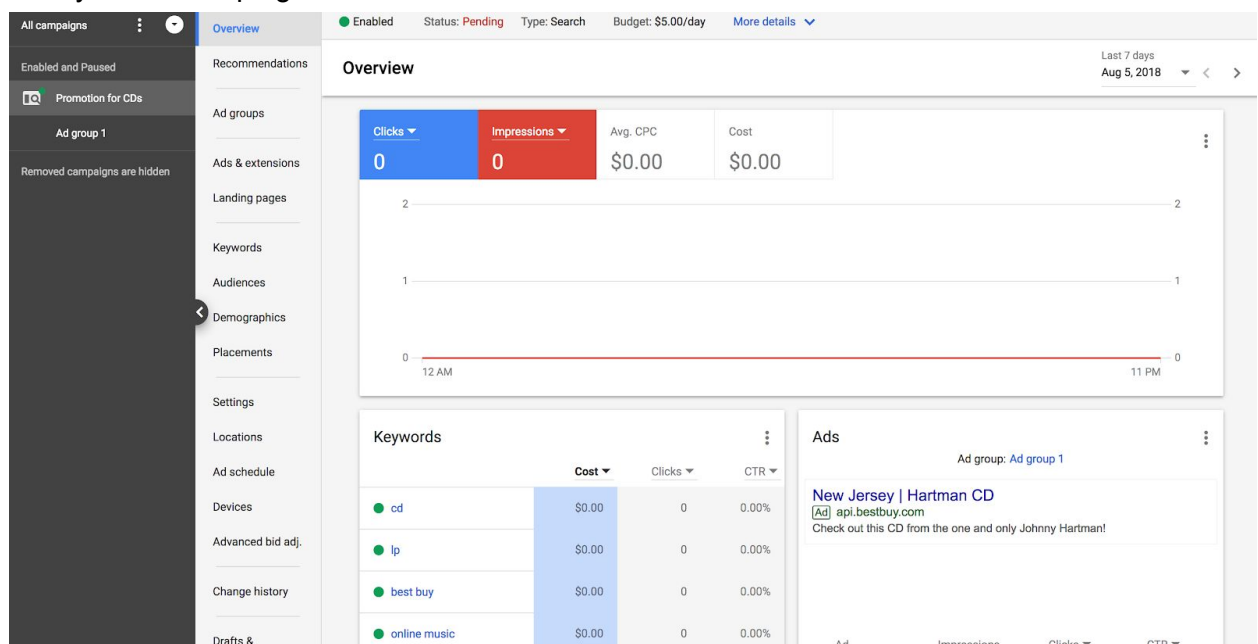 All campaigns
Enabled and Paused
Promotion for CDs
Ad group 1
Removed campaigns are hidden
Overview
Recommendations
Ad groups
Ads & extensions
Landing pages
Keywords
Audiences
Demographics
Placements
Settings
Locations
Ad schedule
Devices
Advanced bid adj.
Change history
Drafts &
Enabled Status: Pending Type: Search Budget: $5.00/day More details
Overview
Last 7 days
Aug 5, 2018
Clicks Impressions Avg. CPC Cost
0 0 $0.00 $0.00
2 2
1 1
0 0
12 AM 11 PM
Keywords
Cost Clicks CTR
cd $0.00 0 0.00%
lp $0.00 0 0.00%
best buy $0.00 0 0.00%
online music $0.00 0 0.00%
Ads
Ad group: Ad group 1
New Jersey | Hartman CD
Ad api.bestbuy.com
Check out this CD from the one and only Johnny Hartman!
Ad Impressions Clicks CTR